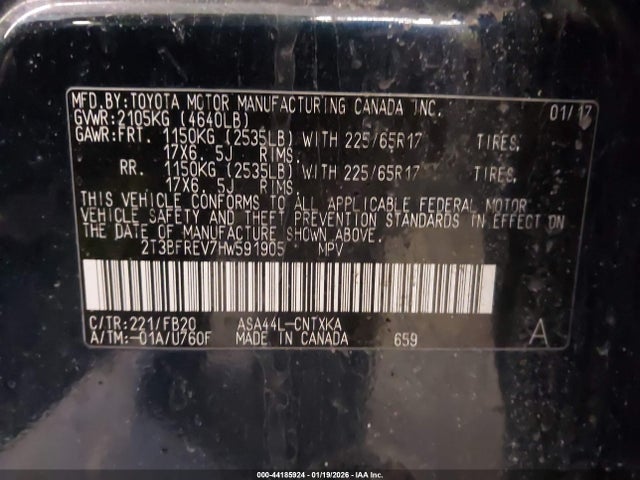 MFD.BY:TOYOTA MOTOR MANUFACTURING CANADA INC. 01/17
GVWR:2105KG (4640LB)
GAWR:FRT. 1150KG (2535LB) WITH 225/65R17 TIRES,
17X6.5J RIMS.
RR. 1150KG (2535LB) WITH 225/65R17 TIRES,
17X6.5J RIMS.
THIS VEHICLE CONFORMS TO ALL APPLICABLE FEDERAL MOTOR
VEHICLE SAFETY AND THEFT PREVENTION STANDARDS IN EFFECT ON
THE DATE OF MANUFACTURE SHOWN ABOVE.
2T3BFREV7HW591905 MPV
C/TR:221/FB20 ASA44L-CNTXKA
A/TM:-01A/U760F MADE IN CANADA 659 A
000-44185924 - 01/19/2026 - IAA Inc.